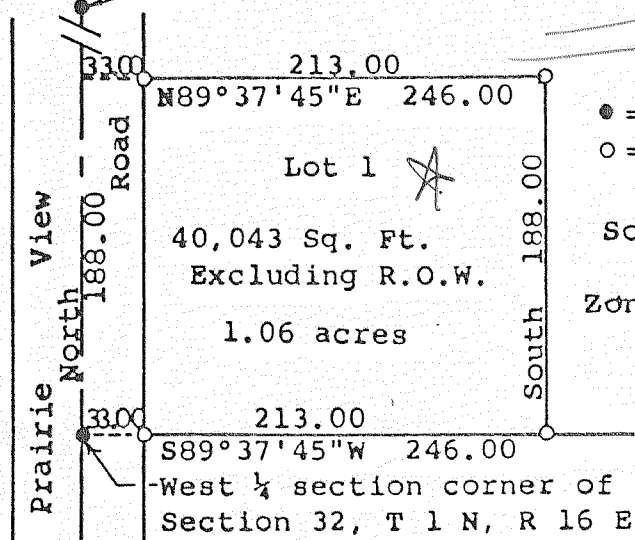 33.00 213.00
N89°37'45"E 246.00
Road
Lot 1
188.00
South 188.00
40,043 Sq. Ft.
Excluding R.O.W.
1.06 acres
North 188.00
Prairie View
33.00 213.00
S89°37'45"W 246.00
West ¼ section corner of
Section 32, T 1 N, R 16 E
● =
○ =